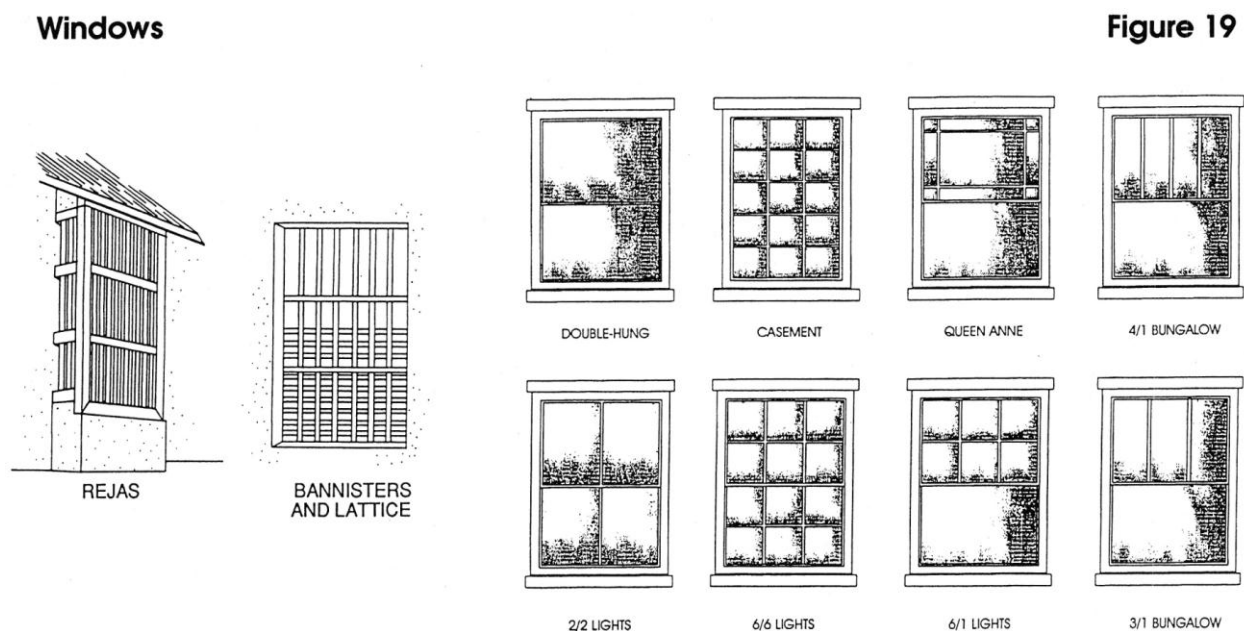 Windows
Figure 19
REJAS
BANNISTERS
AND LATTICE
DOUBLE-HUNG
CASEMENT
QUEEN ANNE
4/1 BUNGALOW
2/2 LIGHTS
6/6 LIGHTS
6/1 LIGHTS
3/1 BUNGALOW